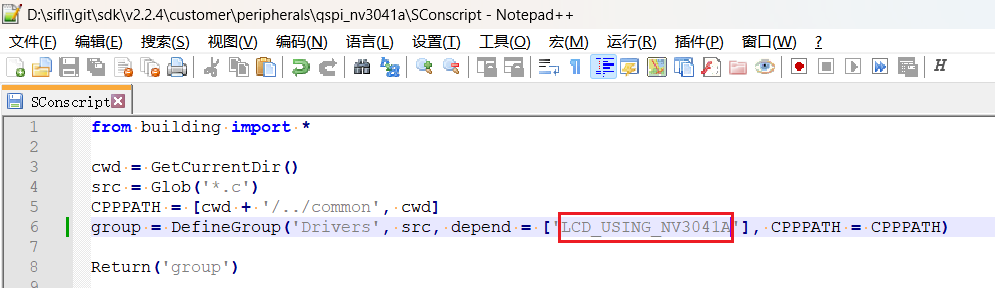 D:\sifli\git\sdk\v2.2.4\customer\peripherals\qspi_nv3041a\SConscript - Notepad++
文件(F) 编辑(E) 搜索(S) 视图(V) 编码(N) 语言(L) 设置(T) 工具(O) 宏(M) 运行(R) 插件(P) 窗口(W) ?
SConscript
1 from building import *
2
3 cwd = GetCurrentDir()
4 src = Glob('*.c')
5 CPPPATH = [cwd + '/../common', cwd]
6 group = DefineGroup('Drivers', src, depend = ['LCD_USING_NV3041A'], CPPPATH = CPPPATH)
7
8 Return('group')
9